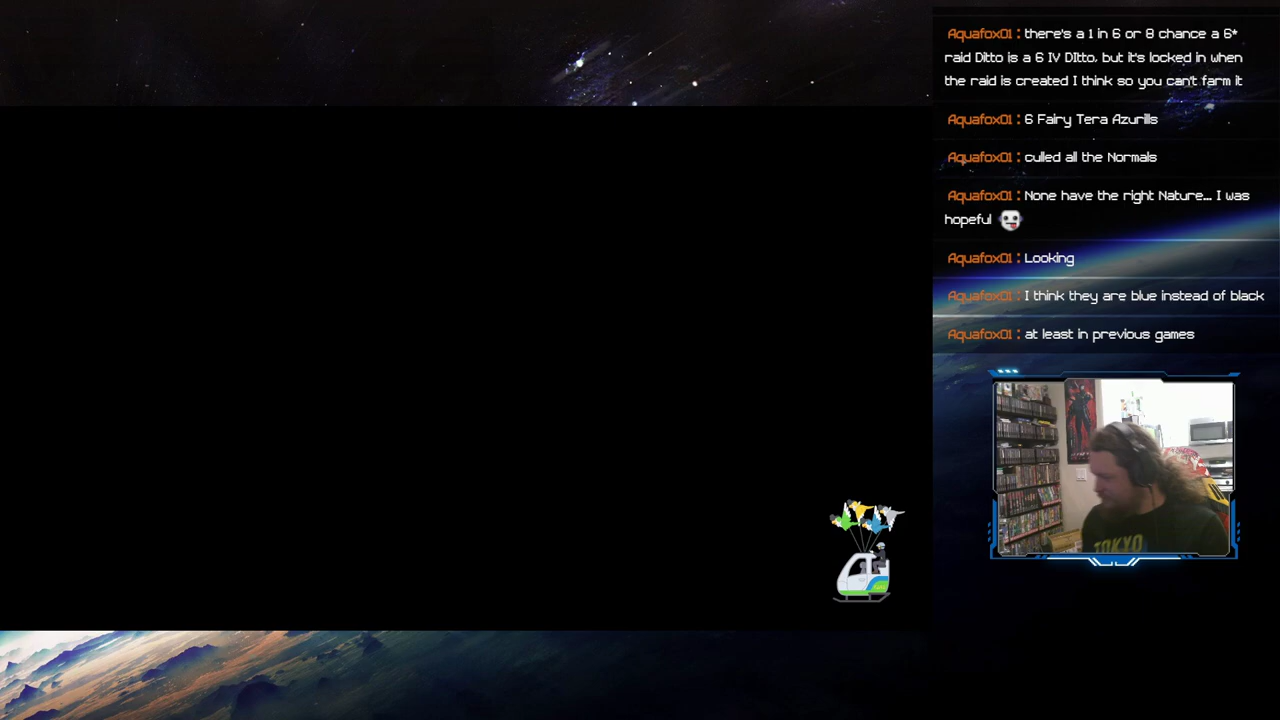 Aquafox01 : there's a 1 in 6 or 8 chance a 6*
raid Ditto is a 6 IV DItto, but it's locked in when
the raid is created I think so you can't farm it
Aquafox01 : 6 Fairy Tera Azurills
Aquafox01 : culled all the Normals
Aquafox01 : None have the right Nature... I was
hopeful
Aquafox01 : Looking
Aquafox01 : I think they are blue instead of black
Aquafox01 : at least in previous games
TOKYO